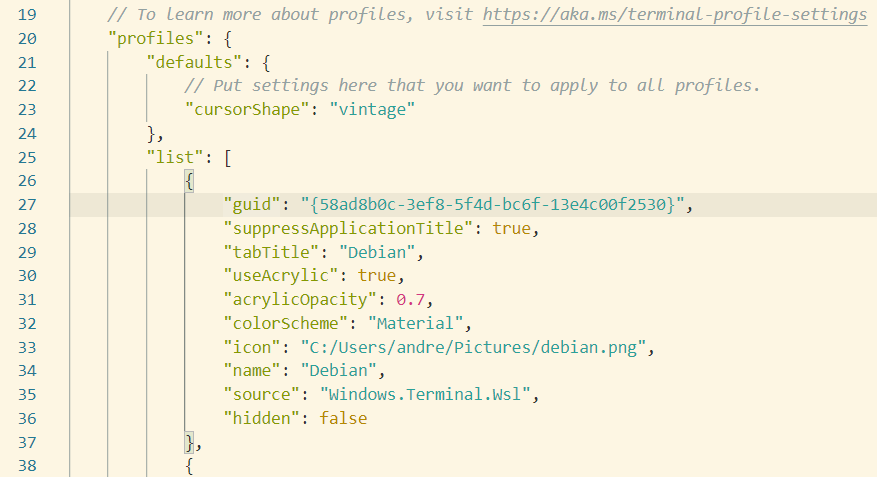 19 // To learn more about profiles, visit https://aka.ms/terminal-profile-settings
20 "profiles": {
21 "defaults": {
22 // Put settings here that you want to apply to all profiles.
23 "cursorShape": "vintage"
24 },
25 "list": [
26 {
27 "guid": "{58ad8b0c-3ef8-5f4d-bc6f-13e4c00f2530}",
28 "suppressApplicationTitle": true,
29 "tabTitle": "Debian",
30 "useAcrylic": true,
31 "acrylicOpacity": 0.7,
32 "colorScheme": "Material",
33 "icon": "C:/Users/andre/Pictures/debian.png",
34 "name": "Debian",
35 "source": "Windows.Terminal.Wsl",
36 "hidden": false
37 },
38 {